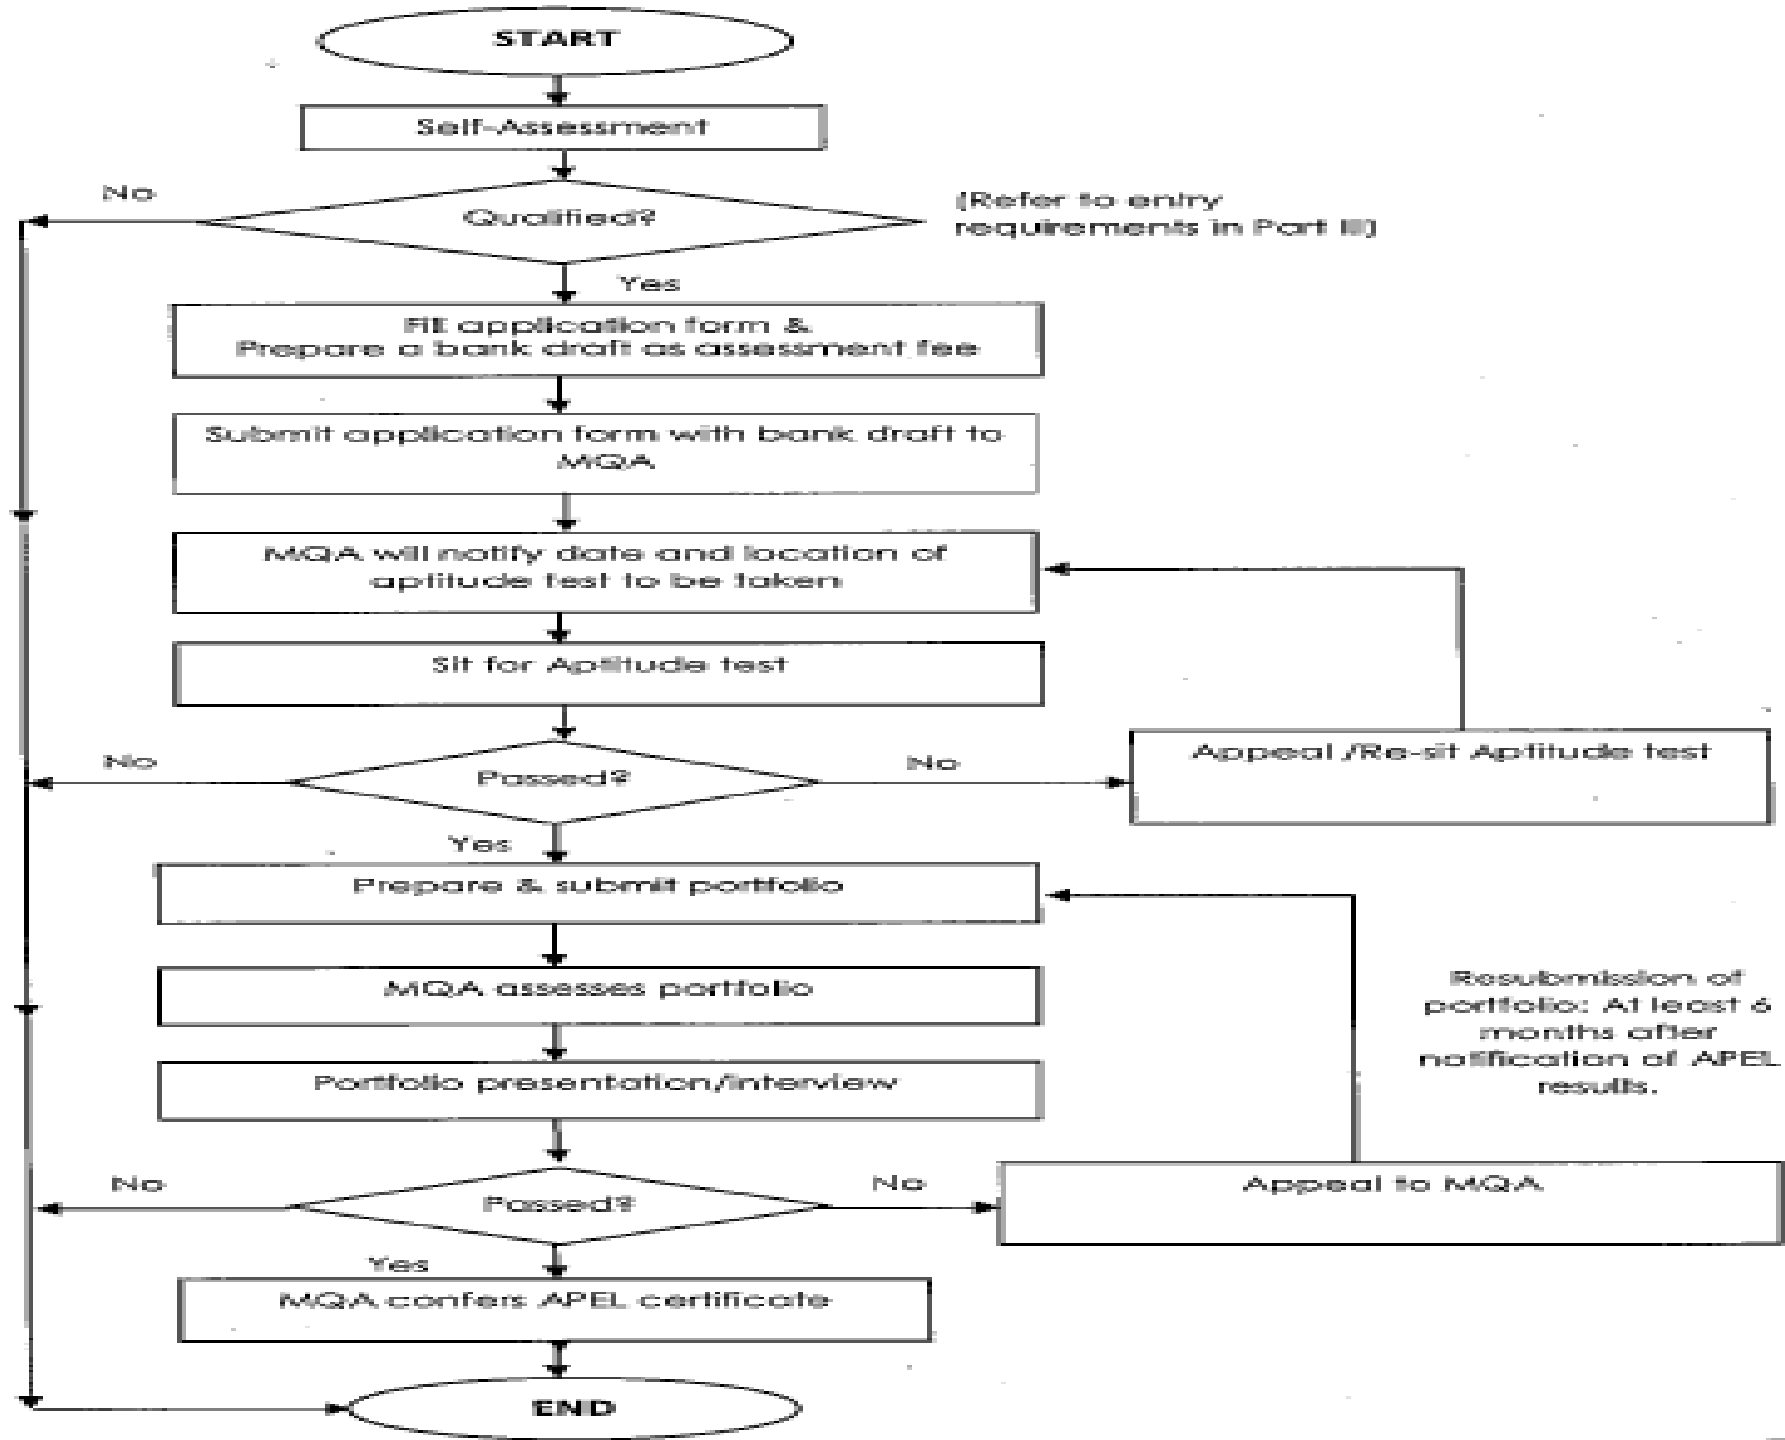 START
Self-Assessment
No
Qualified?
(Refer to entry
requirements in Part III)
Yes
Fill application form &
Prepare a bank draft as assessment fee
Submit application form with bank draft to
MQA
MQA will notify date and location of
aptitude test to be taken
Sit for Aptitude test
No
Passed?
No
Appeal /Re-sit Aptitude test
Yes
Prepare & submit portfolio
MQA assesses portfolio
Resubmission of
portfolio: At least 6
months after
notification of APEL
results.
Portfolio presentation/interview
No
Passed?
No
Appeal to MQA
Yes
MQA confers APEL certificate
END